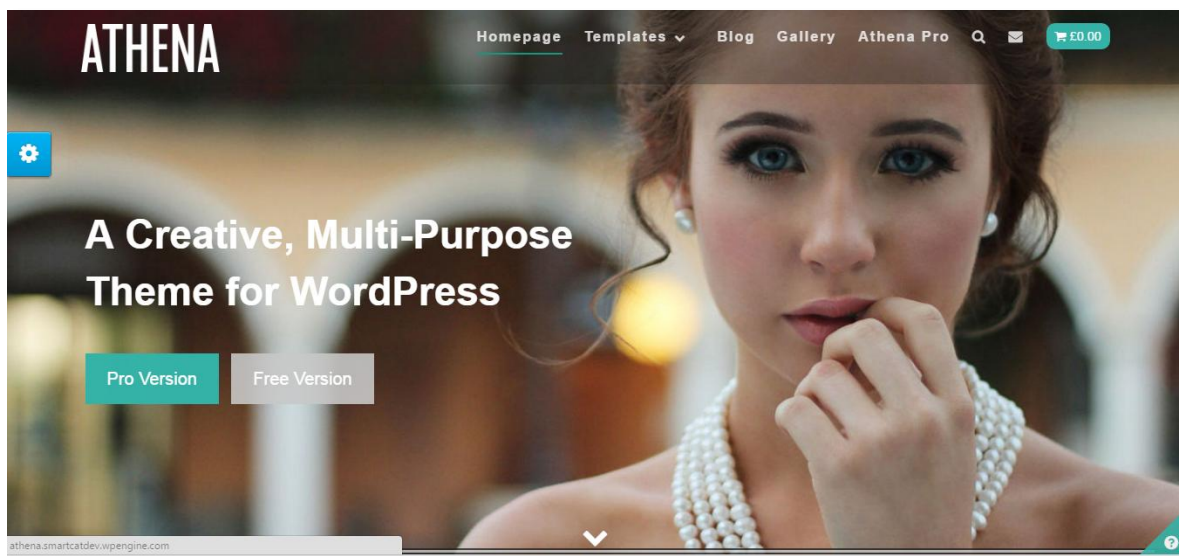 ATHENA
Homepage Templates Blog Gallery Athena Pro £0.00
A Creative, Multi-Purpose
Theme for WordPress
Pro Version Free Version
athena.smartcatdev.wpengine.com
?